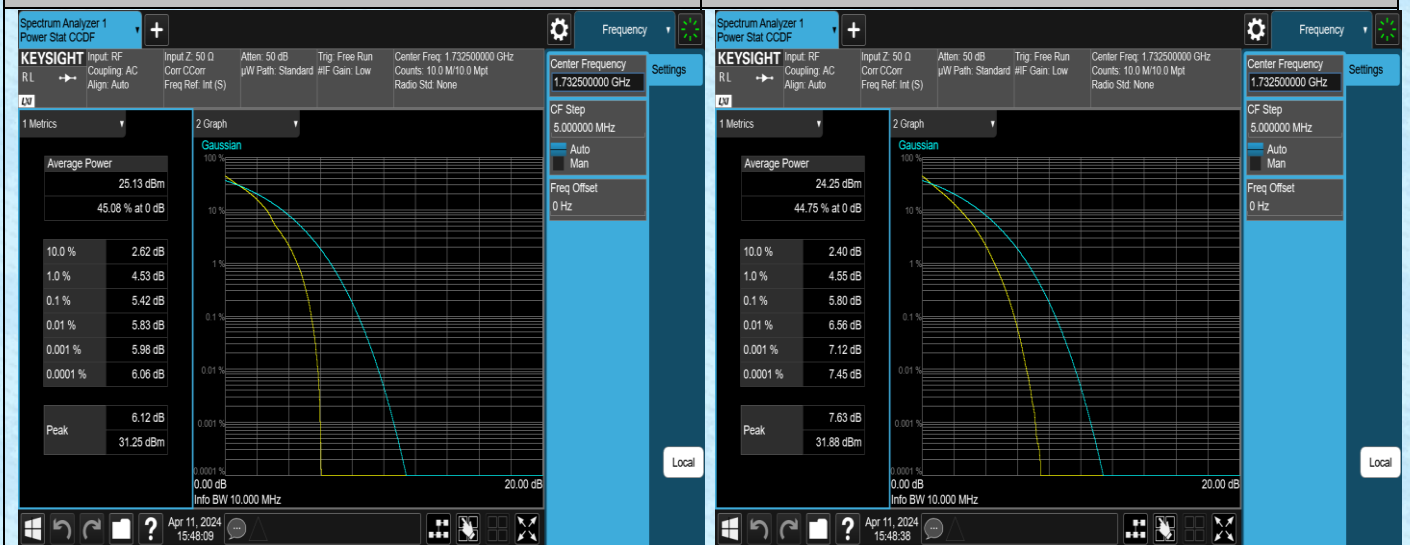 Spectrum Analyzer 1
Power Stat CCDF
Frequency
KEYSIGHT
RL
LXI
Input: RF
Coupling: AC
Align: Auto
Input Z: 50 Ω
Corr CCorr
Freq Ref: Int (S)
Atten: 50 dB
µW Path: Standard
Trig: Free Run
#IF Gain: Low
Center Freq: 1.732500000 GHz
Counts: 10.0 M/10.0 Mpt
Radio Std: None
Center Frequency
1.732500000 GHz
Settings
CF Step
5.000000 MHz
Auto
Man
Freq Offset
0 Hz
1 Metrics
Average Power
25.13 dBm
45.08 % at 0 dB
10.0 % 2.62 dB
1.0 % 4.53 dB
0.1 % 5.42 dB
0.01 % 5.83 dB
0.001 % 5.98 dB
0.0001 % 6.06 dB
Peak
6.12 dB
31.25 dBm
2 Graph
Gaussian
100 %
10 %
1 %
0.1 %
0.01 %
0.001 %
0.0001 %
0.00 dB 20.00 dB
Info BW 10.000 MHz
Local
?
Apr 11, 2024
15:48:09
Spectrum Analyzer 1
Power Stat CCDF
Frequency
KEYSIGHT
RL
LXI
Input: RF
Coupling: AC
Align: Auto
Input Z: 50 Ω
Corr CCorr
Freq Ref: Int (S)
Atten: 50 dB
µW Path: Standard
Trig: Free Run
#IF Gain: Low
Center Freq: 1.732500000 GHz
Counts: 10.0 M/10.0 Mpt
Radio Std: None
Center Frequency
1.732500000 GHz
Settings
CF Step
5.000000 MHz
Auto
Man
Freq Offset
0 Hz
1 Metrics
Average Power
24.25 dBm
44.75 % at 0 dB
10.0 % 2.40 dB
1.0 % 4.55 dB
0.1 % 5.80 dB
0.01 % 6.56 dB
0.001 % 7.12 dB
0.0001 % 7.45 dB
Peak
7.63 dB
31.88 dBm
2 Graph
Gaussian
100 %
10 %
1 %
0.1 %
0.01 %
0.001 %
0.0001 %
0.00 dB 20.00 dB
Info BW 10.000 MHz
Local
?
Apr 11, 2024
15:48:38